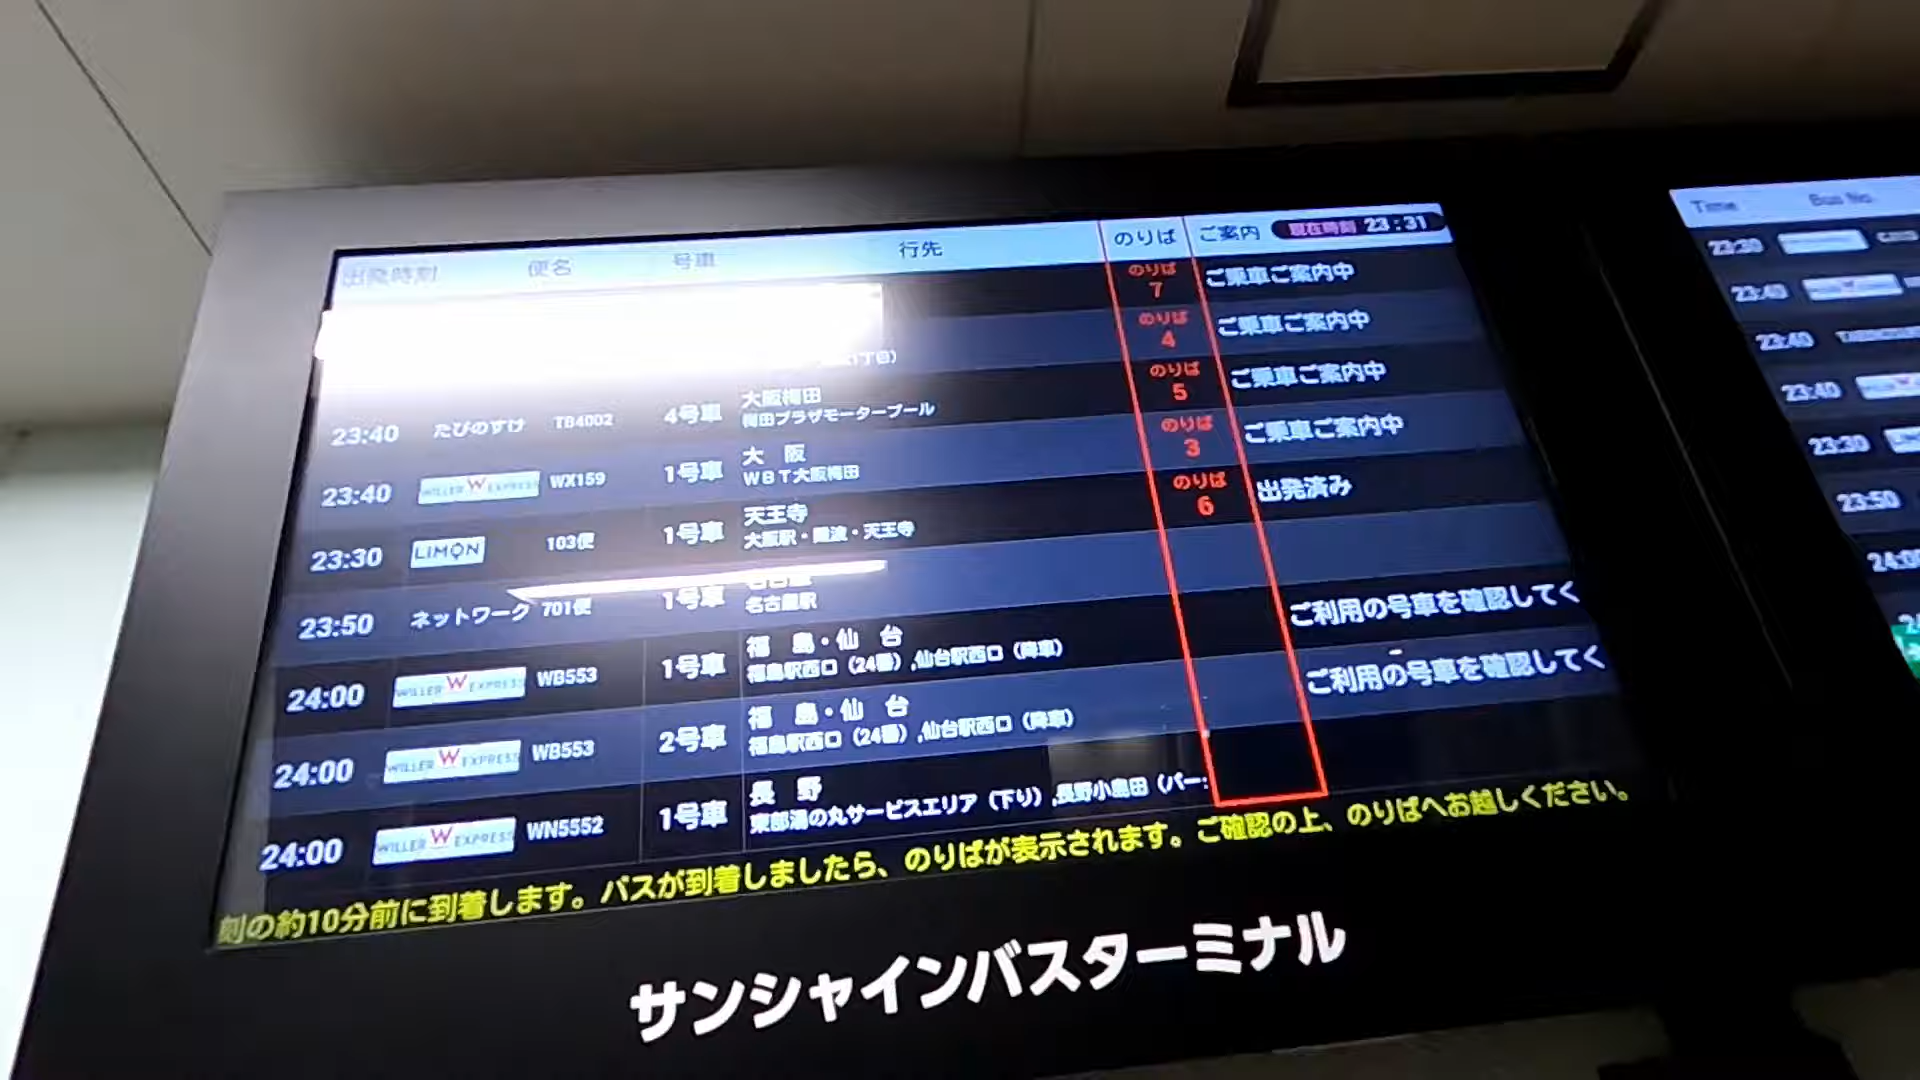 出発時刻 便名 号車 行先 のりば ご案内 現在時刻 23:31
のりば 7 ご乗車ご案内中
1丁目） のりば 4 ご乗車ご案内中
23:40 たびのすけ TB4002 4号車 大阪梅田 梅田プラザモータープール のりば 5 ご乗車ご案内中
23:40 WILLER EXPRESS WX159 1号車 大 阪 WBT大阪梅田 のりば 3 ご乗車ご案内中
23:30 LIMON 103便 1号車 天王寺 大阪駅・難波・天王寺 のりば 6 出発済み
23:50 ネットワーク 701便 1号車 名古屋 名古屋駅
24:00 WILLER EXPRESS WB553 1号車 福 島・仙 台 福島駅西口（24番）,仙台駅西口（降車） ご利用の号車を確認してく
24:00 WILLER EXPRESS WB553 2号車 福 島・仙 台 福島駅西口（24番）,仙台駅西口（降車） ご利用の号車を確認してく
24:00 WILLER EXPRESS WN5552 1号車 長 野 東部湯の丸サービスエリア（下り）,長野小島田（パー
刻の約10分前に到着します。バスが到着しましたら、のりばが表示されます。ご確認の上、のりばへお越しください。
サンシャインバスターミナル
Time Bus No.
23:30
23:40
23:40
23:40
23:30
23:50
24:00